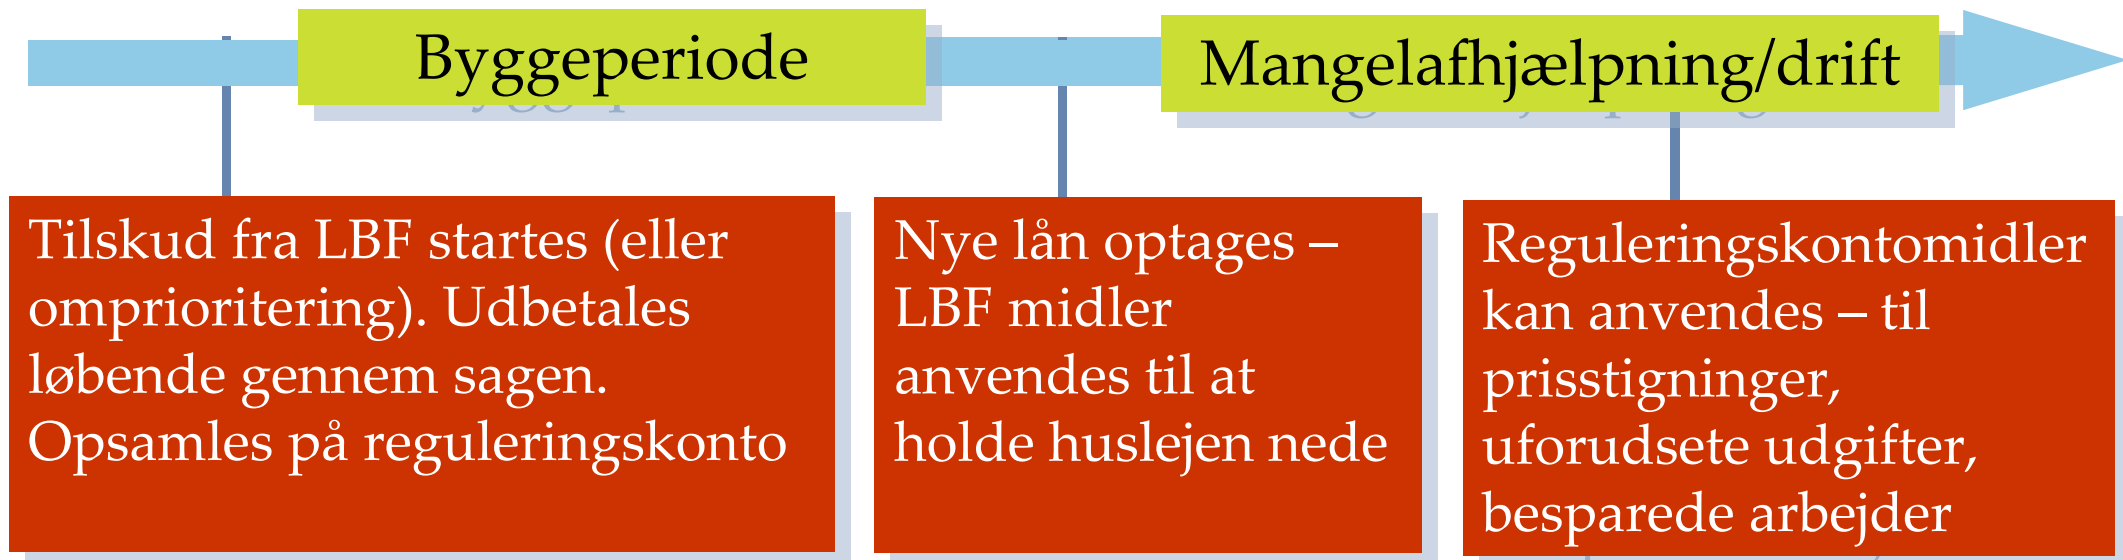 Byggeperiode
Mangelafhjælpning/drift
Tilskud fra LBF startes (eller
omprioritering). Udbetales
løbende gennem sagen.
Opsamles på reguleringskonto
Nye lån optages –
LBF midler
anvendes til at
holde huslejen nede
Reguleringskontomidler
kan anvendes – til
prisstigninger,
uforudsete udgifter,
besparede arbejder